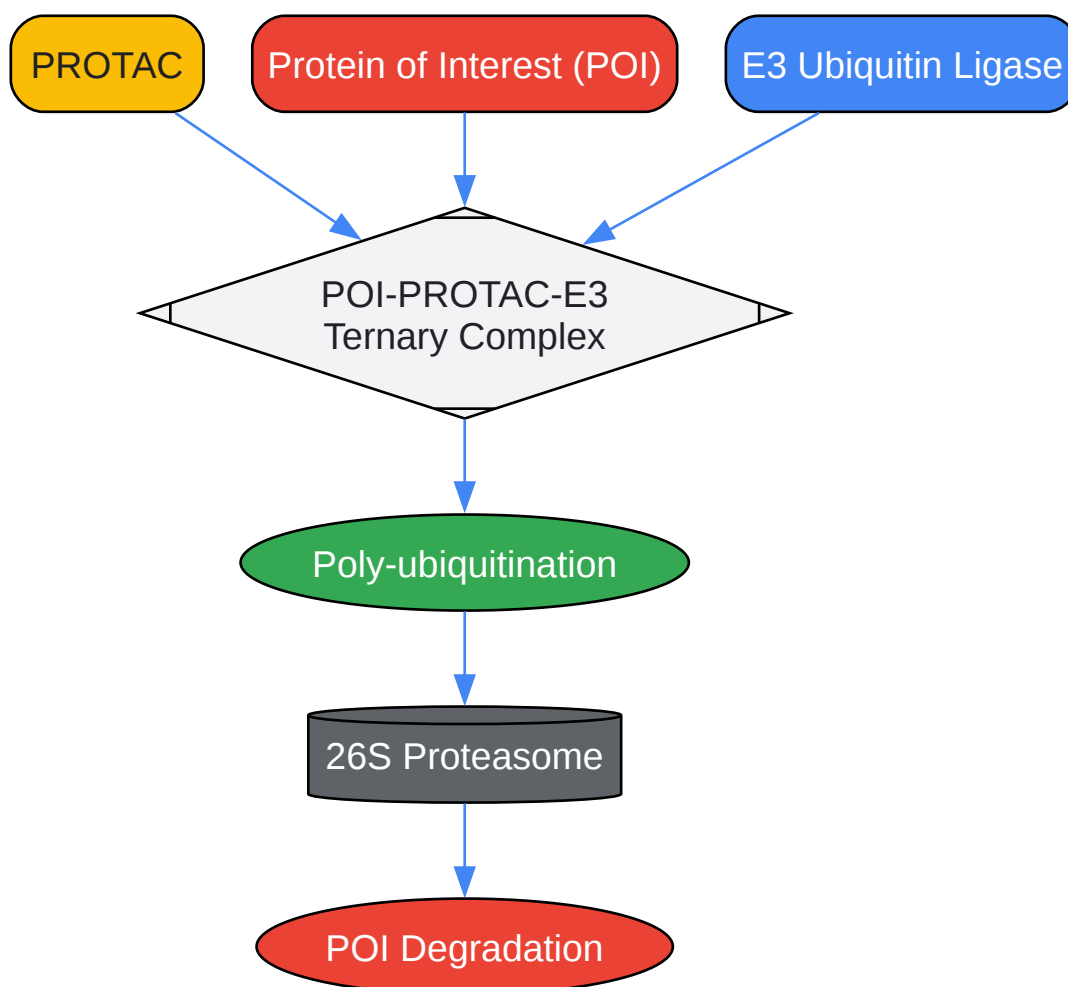 PROTAC
Protein of Interest (POI)
E3 Ubiquitin Ligase
POI-PROTAC-E3
Ternary Complex
Poly-ubiquitination
26S Proteasome
POI Degradation